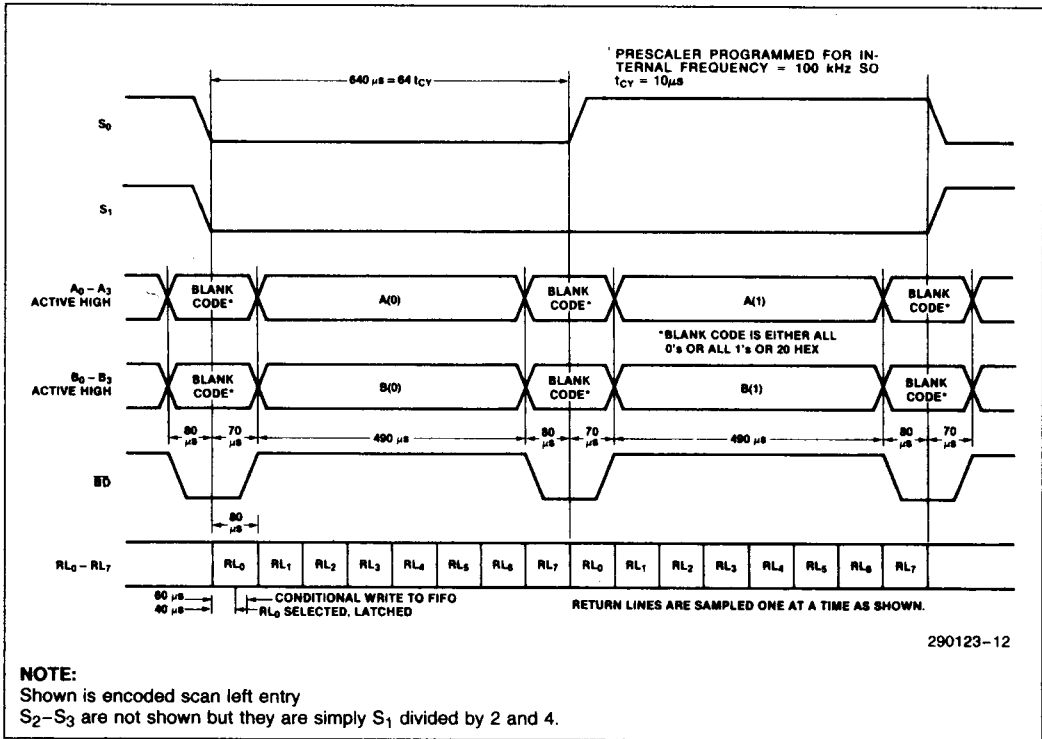 PRESCALER PROGRAMMED FOR IN-
TERNAL FREQUENCY = 100 kHz SO
tCY = 10µs
640 µs = 64 tCY
S0
S1
A0 – A3
ACTIVE HIGH
BLANK
CODE*
A(0)
BLANK
CODE*
A(1)
BLANK
CODE*
*BLANK CODE IS EITHER ALL
0's OR ALL 1's OR 20 HEX
B0 – B3
ACTIVE HIGH
BLANK
CODE*
B(0)
BLANK
CODE*
B(1)
BLANK
CODE*
80
µs
70
µs
490 µs
80
µs
70
µs
490 µs
80
µs
70
µs
BD
80
µs
RL0 – RL7
RL0 RL1 RL2 RL3 RL4 RL5 RL6 RL7 RL0 RL1 RL2 RL3 RL4 RL5 RL6 RL7
60 µs
CONDITIONAL WRITE TO FIFO
40 µs
RL0 SELECTED, LATCHED
RETURN LINES ARE SAMPLED ONE AT A TIME AS SHOWN.
290123–12
NOTE:
Shown is encoded scan left entry
S2–S3 are not shown but they are simply S1 divided by 2 and 4.